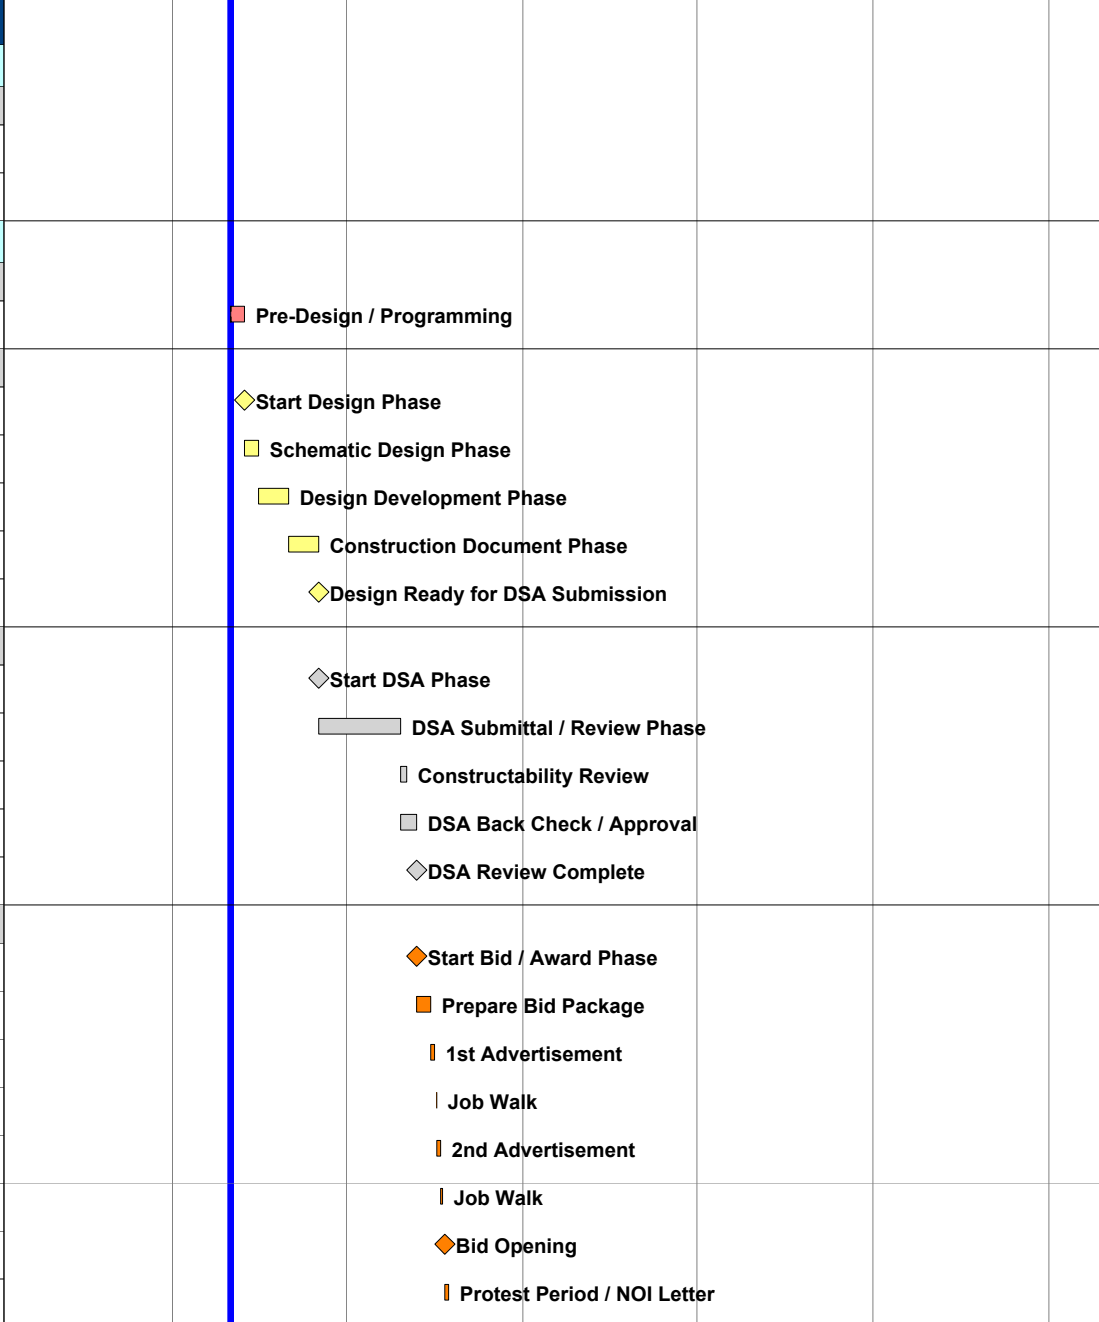 Pre-Design / Programming
Start Design Phase
Schematic Design Phase
Design Development Phase
Construction Document Phase
Design Ready for DSA Submission
Start DSA Phase
DSA Submittal / Review Phase
Constructability Review
DSA Back Check / Approval
DSA Review Complete
Start Bid / Award Phase
Prepare Bid Package
1st Advertisement
Job Walk
2nd Advertisement
Job Walk
Bid Opening
Protest Period / NOI Letter